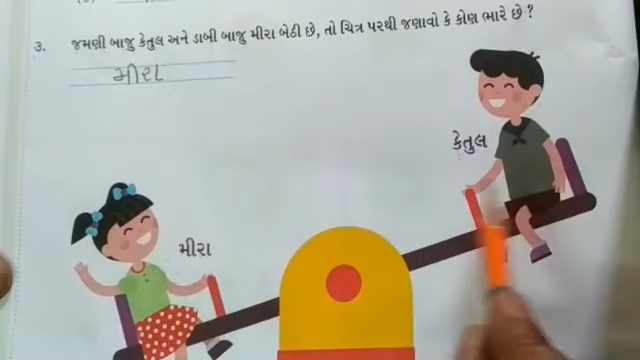 ૩. જમણી બાજુ કેતુલ અને ડાબી બાજુ મીરા બેઠી છે, તો ચિત્ર પરથી જણાવો કે કોણ ભારે છે ?
મીરા
કેતુલ
મીરા